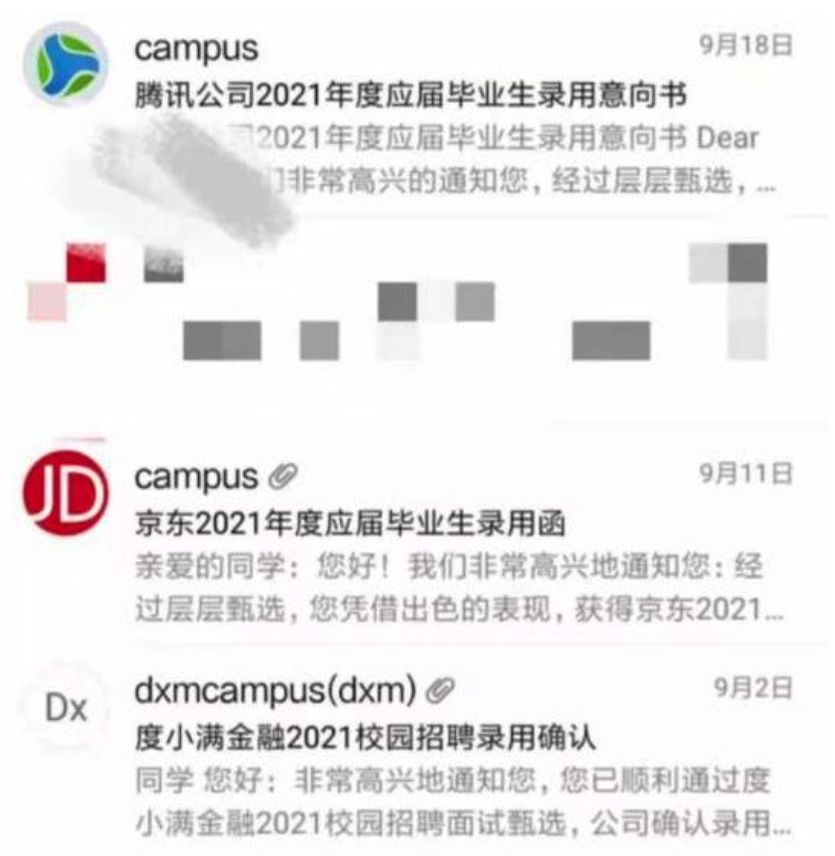 campus
9月18日
腾讯公司2021年度应届毕业生录用意向书
司2021年度应届毕业生录用意向书 Dear
们非常高兴的通知您，经过层层甄选，...
JD
campus
9月11日
京东2021年度应届毕业生录用函
亲爱的同学：您好！我们非常高兴地通知您：经
过层层甄选，您凭借出色的表现，获得京东2021...
Dx
dxmcampus(dxm)
9月2日
度小满金融2021校园招聘录用确认
同学 您好：非常高兴地通知您，您已顺利通过度
小满金融2021校园招聘面试甄选，公司确认录用...